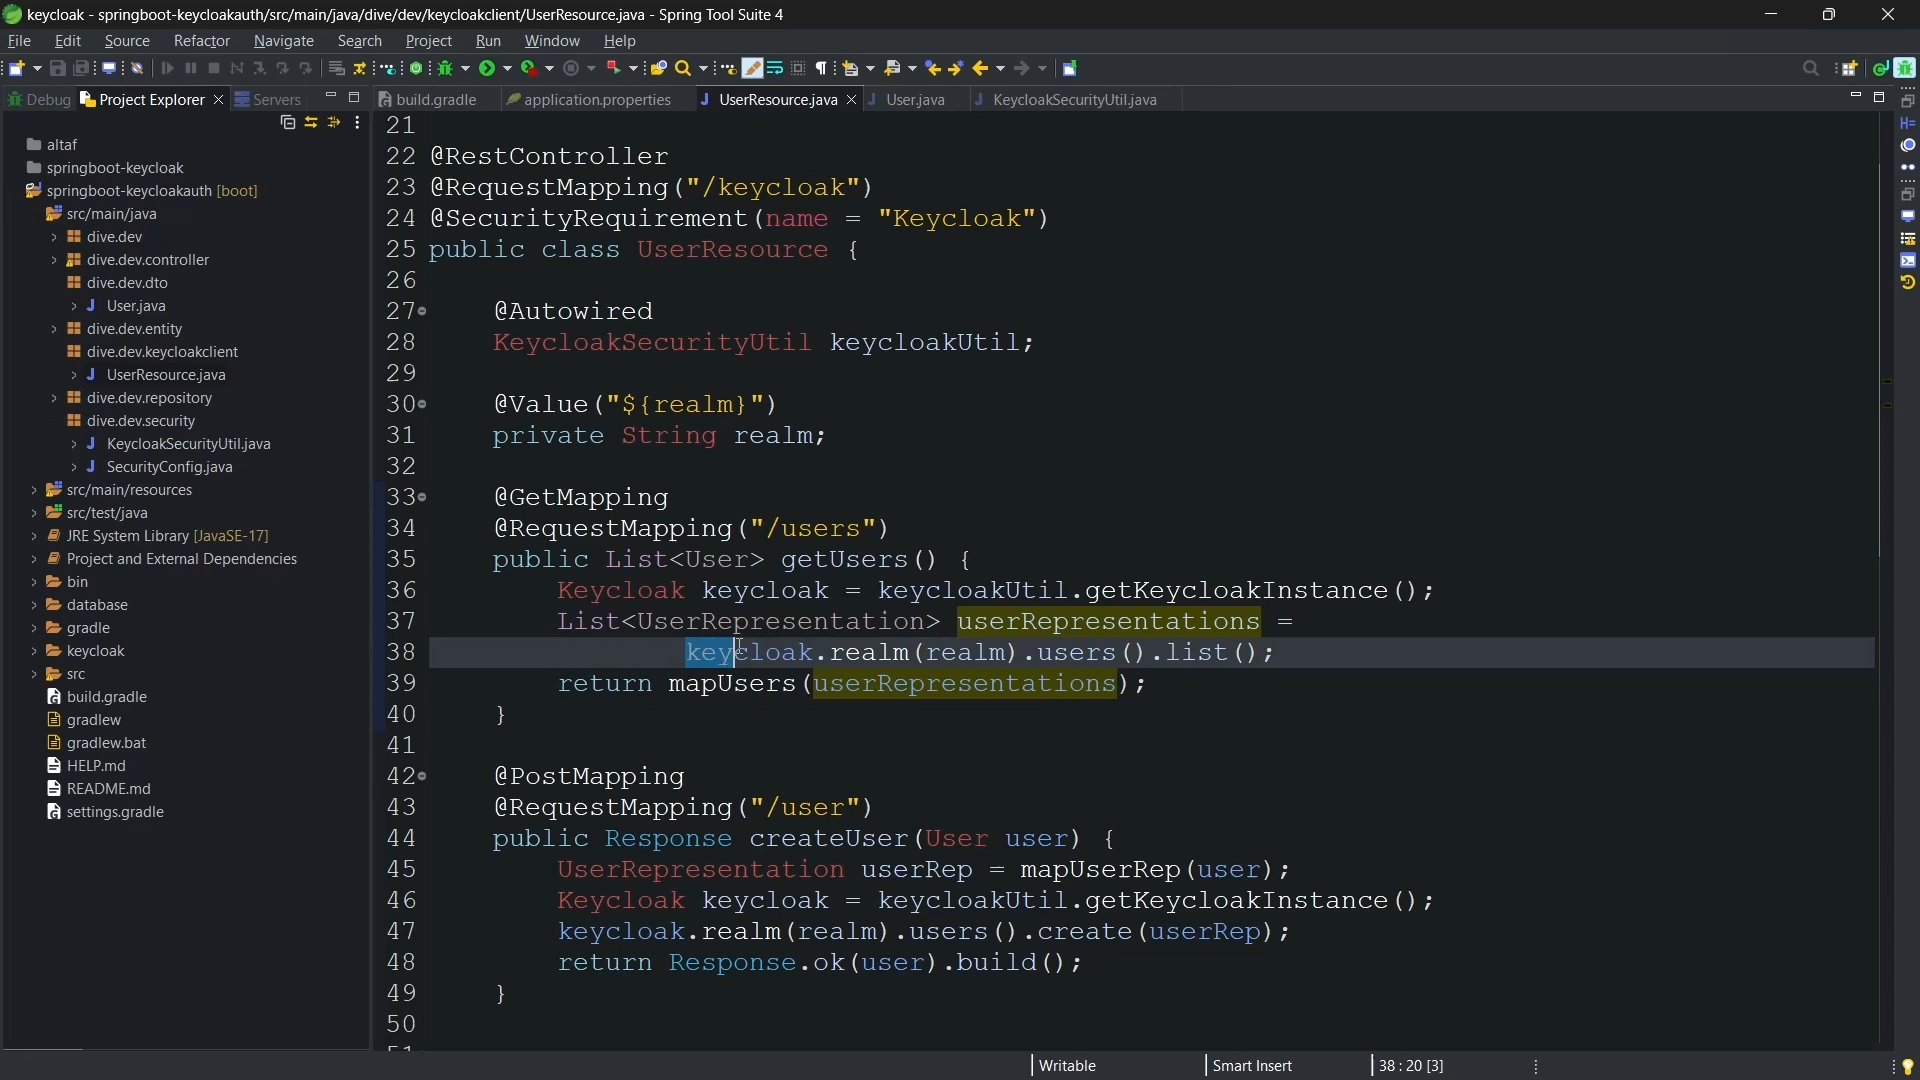 keycloak - springboot-keycloakauth/src/main/java/dive/dev/keycloakclient/UserResource.java - Spring Tool Suite 4
File Edit Source Refactor Navigate Search Project Run Window Help
Debug Project Explorer Servers
build.gradle application.properties UserResource.java User.java KeycloakSecurityUtil.java
altaf
springboot-keycloak
springboot-keycloakauth [boot]
src/main/java
dive.dev
dive.dev.controller
dive.dev.dto
User.java
dive.dev.entity
dive.dev.keycloakclient
UserResource.java
dive.dev.repository
dive.dev.security
KeycloakSecurityUtil.java
SecurityConfig.java
src/main/resources
src/test/java
JRE System Library [JavaSE-17]
Project and External Dependencies
bin
database
gradle
keycloak
src
build.gradle
gradlew
gradlew.bat
HELP.md
README.md
settings.gradle
21
22 @RestController
23 @RequestMapping("/keycloak")
24 @SecurityRequirement(name = "Keycloak")
25 public class UserResource {
26
27 @Autowired
28 KeycloakSecurityUtil keycloakUtil;
29
30 @Value("${realm}")
31 private String realm;
32
33 @GetMapping
34 @RequestMapping("/users")
35 public List<User> getUsers() {
36 Keycloak keycloak = keycloakUtil.getKeycloakInstance();
37 List<UserRepresentation> userRepresentations =
38 keycloak.realm(realm).users().list();
39 return mapUsers(userRepresentations);
40 }
41
42 @PostMapping
43 @RequestMapping("/user")
44 public Response createUser(User user) {
45 UserRepresentation userRep = mapUserRep(user);
46 Keycloak keycloak = keycloakUtil.getKeycloakInstance();
47 keycloak.realm(realm).users().create(userRep);
48 return Response.ok(user).build();
49 }
50
51
Writable Smart Insert 38 : 20 [3]